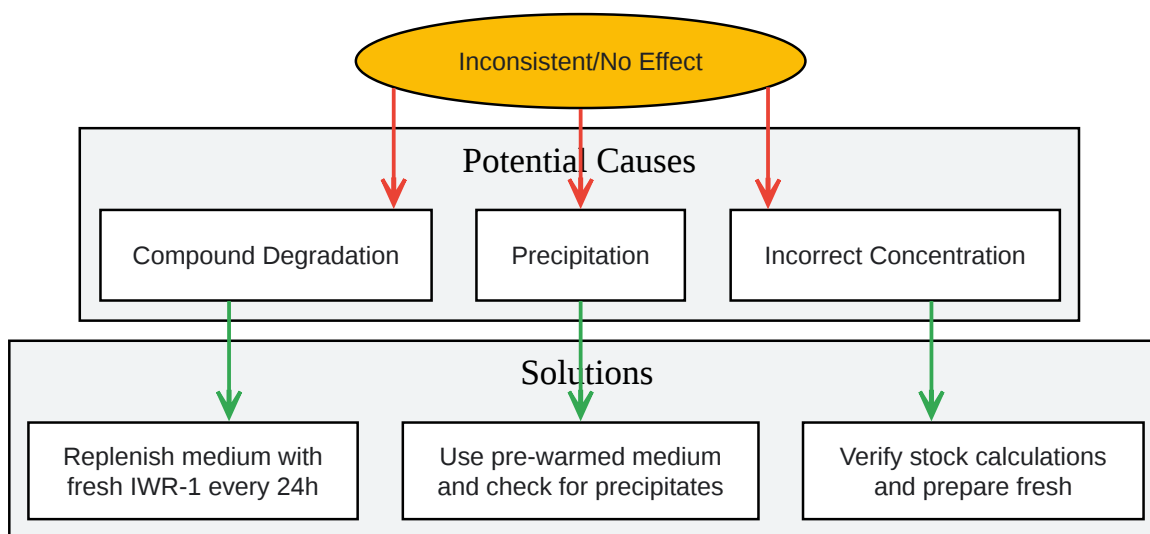 Inconsistent/No Effect
Potential Causes
Compound Degradation
Precipitation
Incorrect Concentration
Solutions
Replenish medium with
fresh IWR-1 every 24h
Use pre-warmed medium
and check for precipitates
Verify stock calculations
and prepare fresh